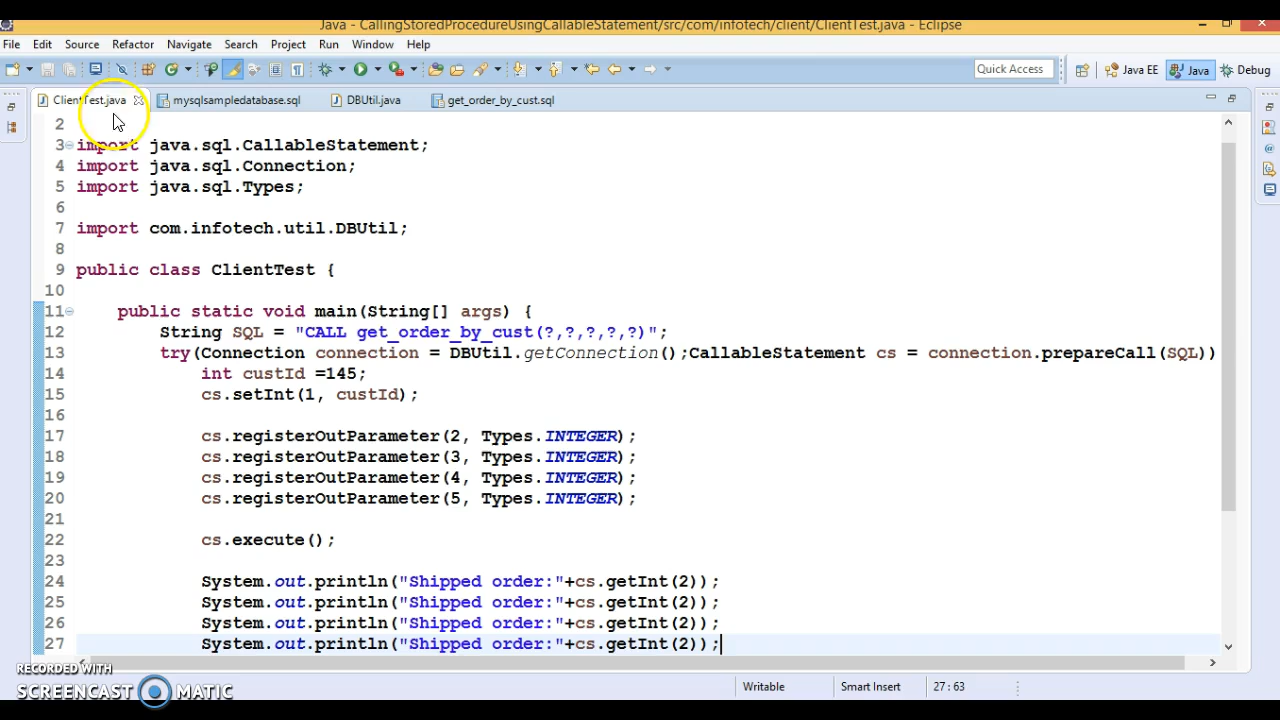 Java - CallingStoredProcedureUsingCallableStatement/src/com/infotech/client/ClientTest.java - Eclipse
File Edit Source Refactor Navigate Search Project Run Window Help
Quick Access Java EE Java Debug
ClientTest.java mysqlsampledatabase.sql DBUtil.java get_order_by_cust.sql
2
3 import java.sql.CallableStatement;
4 import java.sql.Connection;
5 import java.sql.Types;
6
7 import com.infotech.util.DBUtil;
8
9 public class ClientTest {
10
11 public static void main(String[] args) {
12 String SQL = "CALL get_order_by_cust(?,?,?,?,?)";
13 try(Connection connection = DBUtil.getConnection();CallableStatement cs = connection.prepareCall(SQL))
14 int custId =145;
15 cs.setInt(1, custId);
16
17 cs.registerOutParameter(2, Types.INTEGER);
18 cs.registerOutParameter(3, Types.INTEGER);
19 cs.registerOutParameter(4, Types.INTEGER);
20 cs.registerOutParameter(5, Types.INTEGER);
21
22 cs.execute();
23
24 System.out.println("Shipped order:"+cs.getInt(2));
25 System.out.println("Shipped order:"+cs.getInt(2));
26 System.out.println("Shipped order:"+cs.getInt(2));
27 System.out.println("Shipped order:"+cs.getInt(2));
RECORDED WITH
SCREENCAST MATIC
Writable Smart Insert 27 : 63